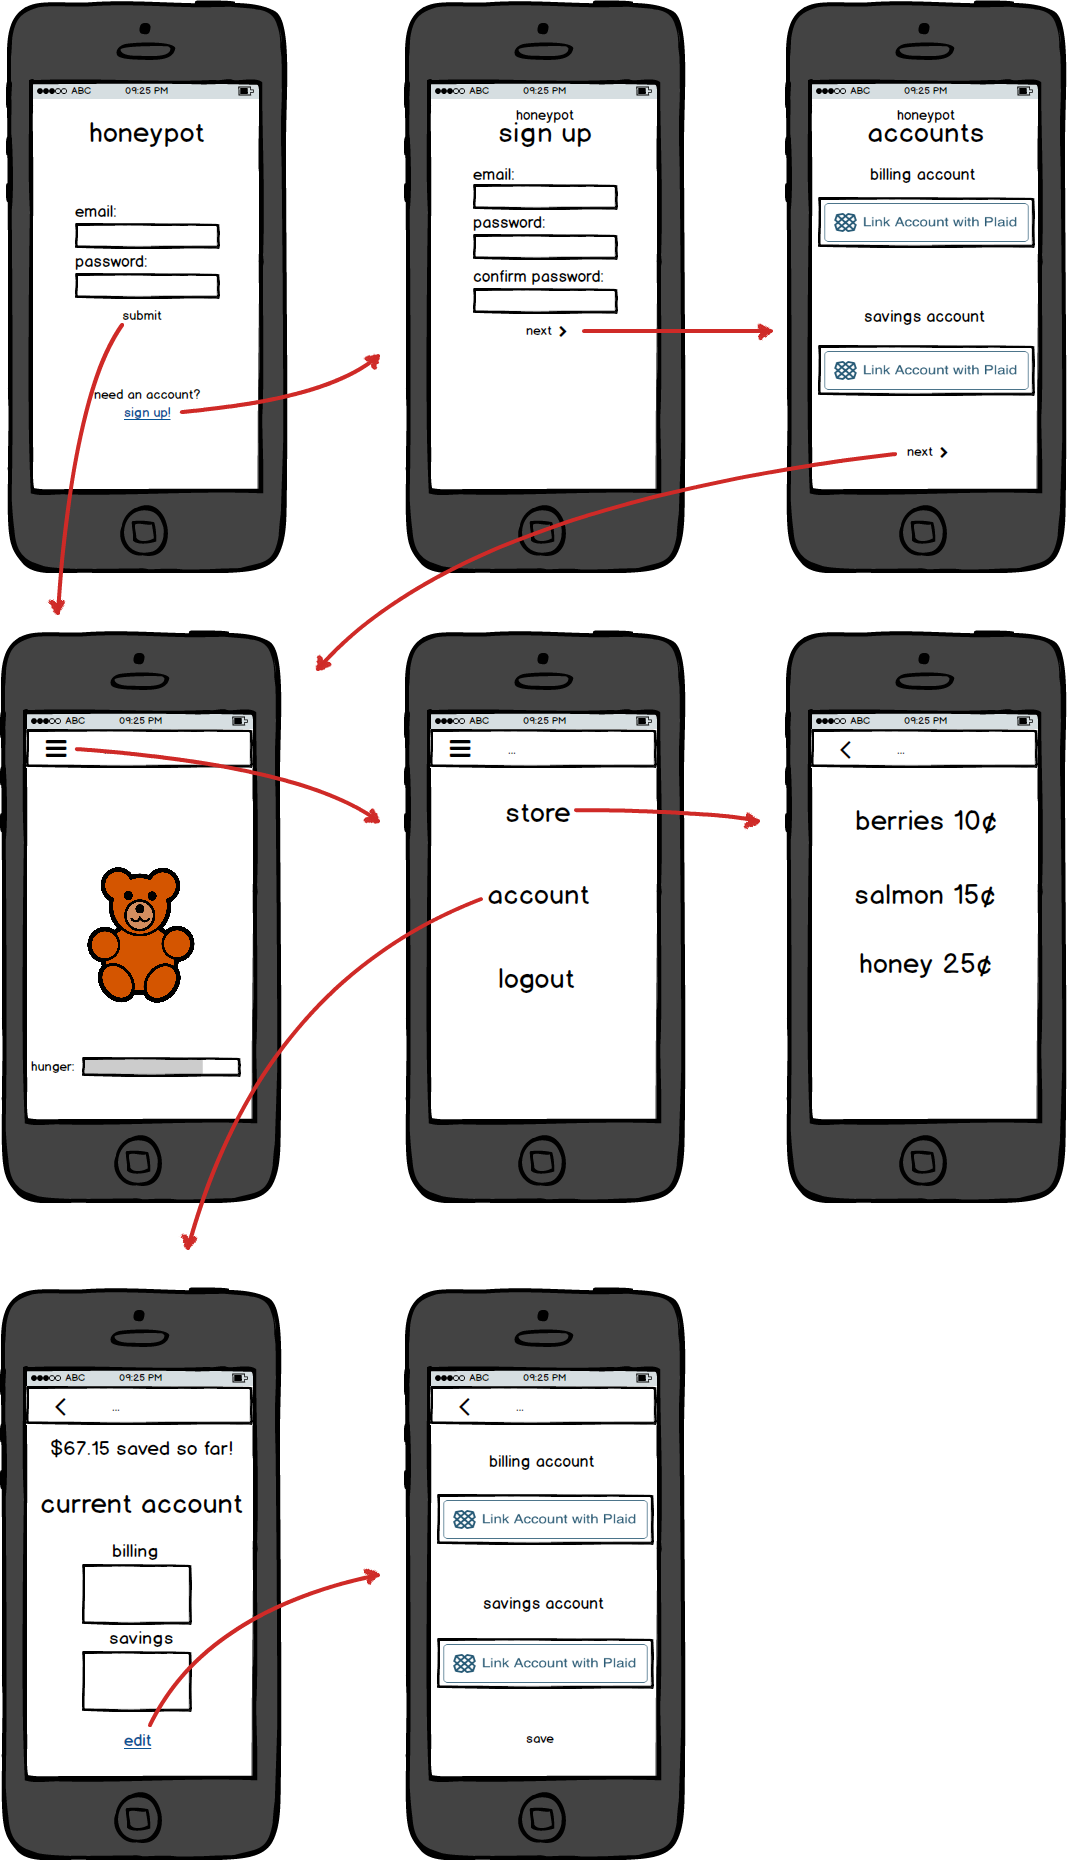 ABC 09:25 PM
honeypot
email:
password:
submit
need an account?
sign up!
ABC 09:25 PM
honeypot
sign up
email:
password:
confirm password:
next
ABC 09:25 PM
honeypot
accounts
billing account
Link Account with Plaid
savings account
Link Account with Plaid
next
ABC 09:25 PM
hunger:
ABC 09:25 PM
...
store
account
logout
ABC 09:25 PM
...
berries 10¢
salmon 15¢
honey 25¢
ABC 09:25 PM
...
$67.15 saved so far!
current account
billing
savings
edit
ABC 09:25 PM
...
billing account
Link Account with Plaid
savings account
Link Account with Plaid
save